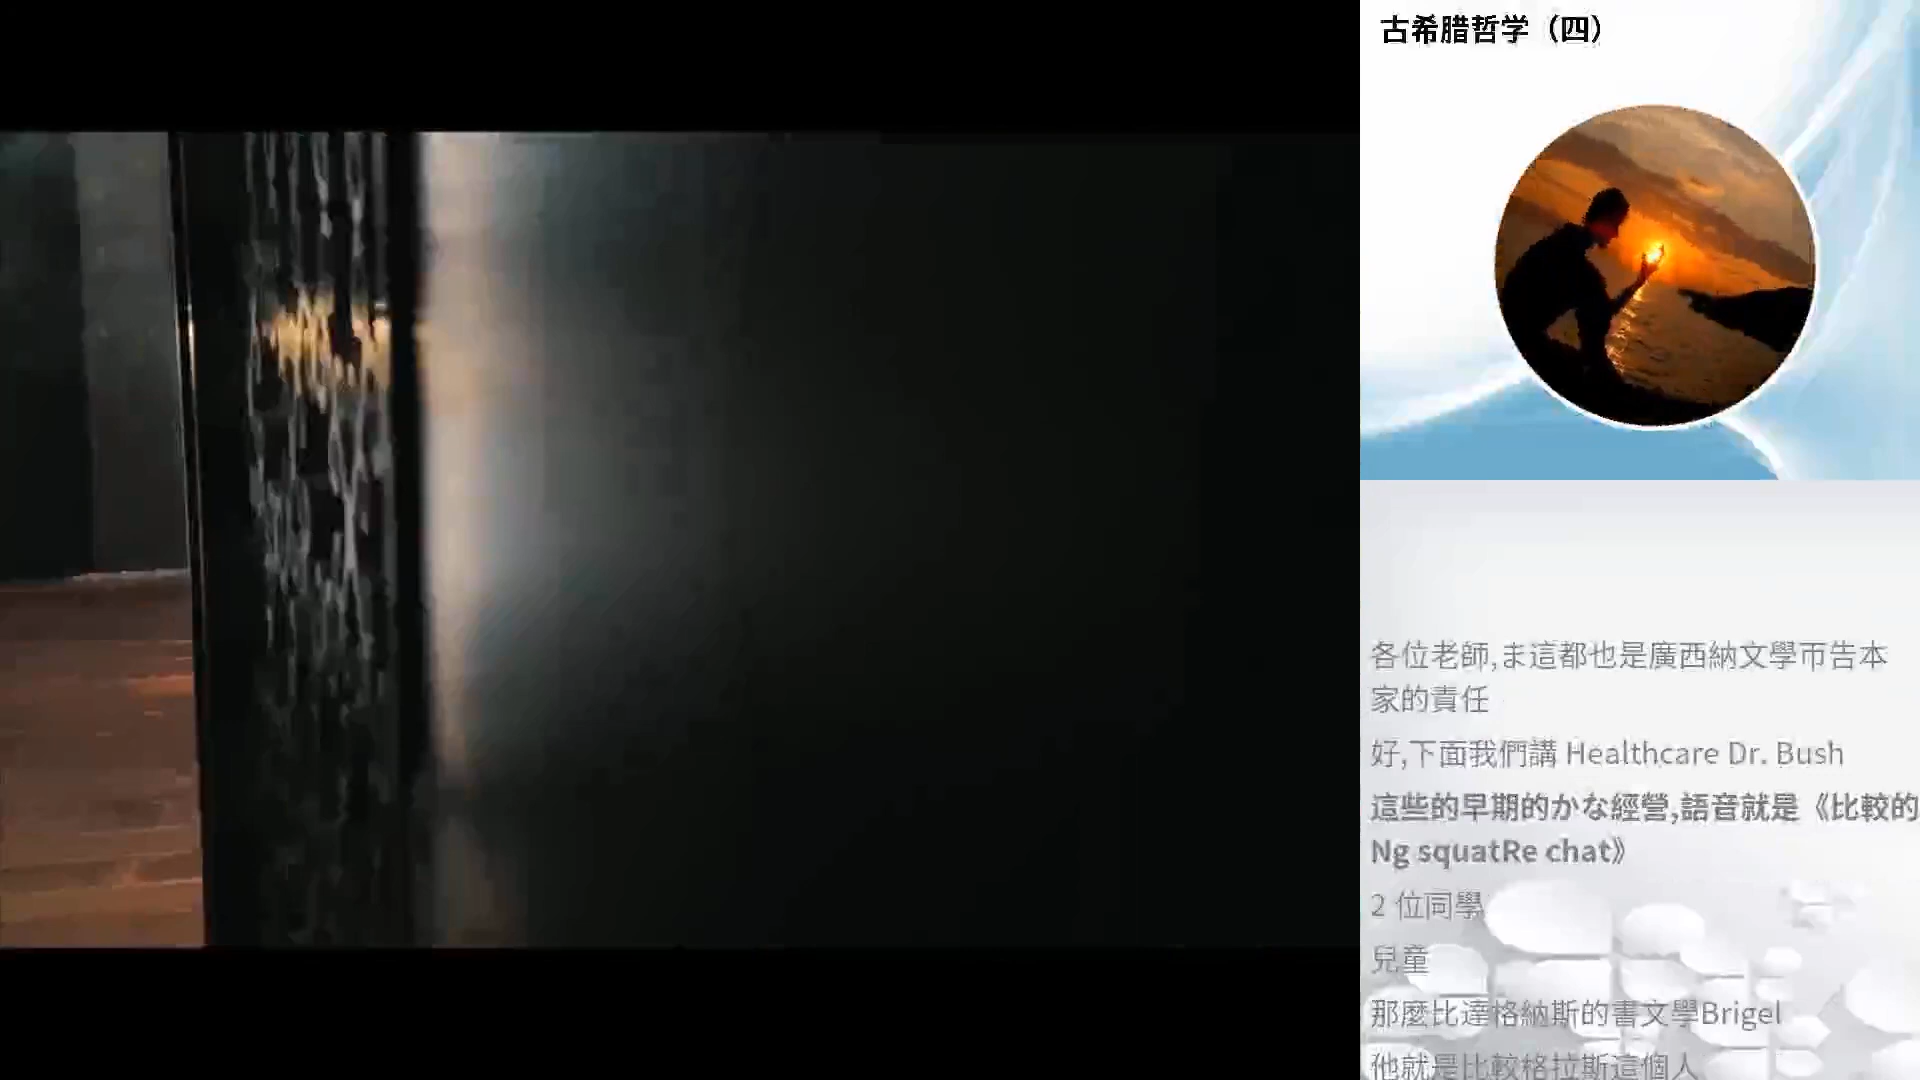 古希腊哲学（四）
各位老師,ま這都也是廣西納文學帀告本
家的責任
好,下面我們講 Healthcare Dr. Bush
這些的早期的かな經營,語音就是《比較的
Ng squatRe chat》
2 位同學
兒童
那麼比達格納斯的書文學Brigel
他就是比較格拉斯這個人